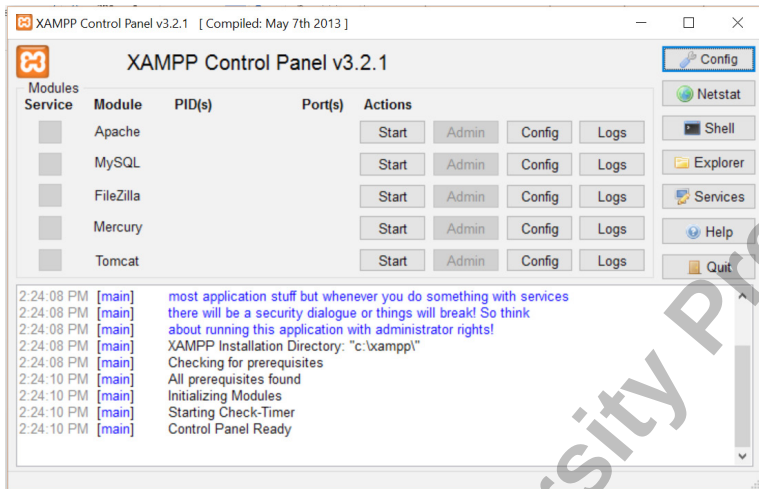 XAMPP Control Panel v3.2.1 [ Compiled: May 7th 2013 ]
XAMPP Control Panel v3.2.1
Config
Modules
Service Module PID(s) Port(s) Actions
Netstat
Apache Start Admin Config Logs
Shell
MySQL Start Admin Config Logs
Explorer
FileZilla Start Admin Config Logs
Services
Mercury Start Admin Config Logs
Help
Tomcat Start Admin Config Logs
Quit
2:24:08 PM [main] most application stuff but whenever you do something with services
2:24:08 PM [main] there will be a security dialogue or things will break! So think
2:24:08 PM [main] about running this application with administrator rights!
2:24:08 PM [main] XAMPP Installation Directory: "c:\xampp\"
2:24:08 PM [main] Checking for prerequisites
2:24:10 PM [main] All prerequisites found
2:24:10 PM [main] Initializing Modules
2:24:10 PM [main] Starting Check-Timer
2:24:10 PM [main] Control Panel Ready